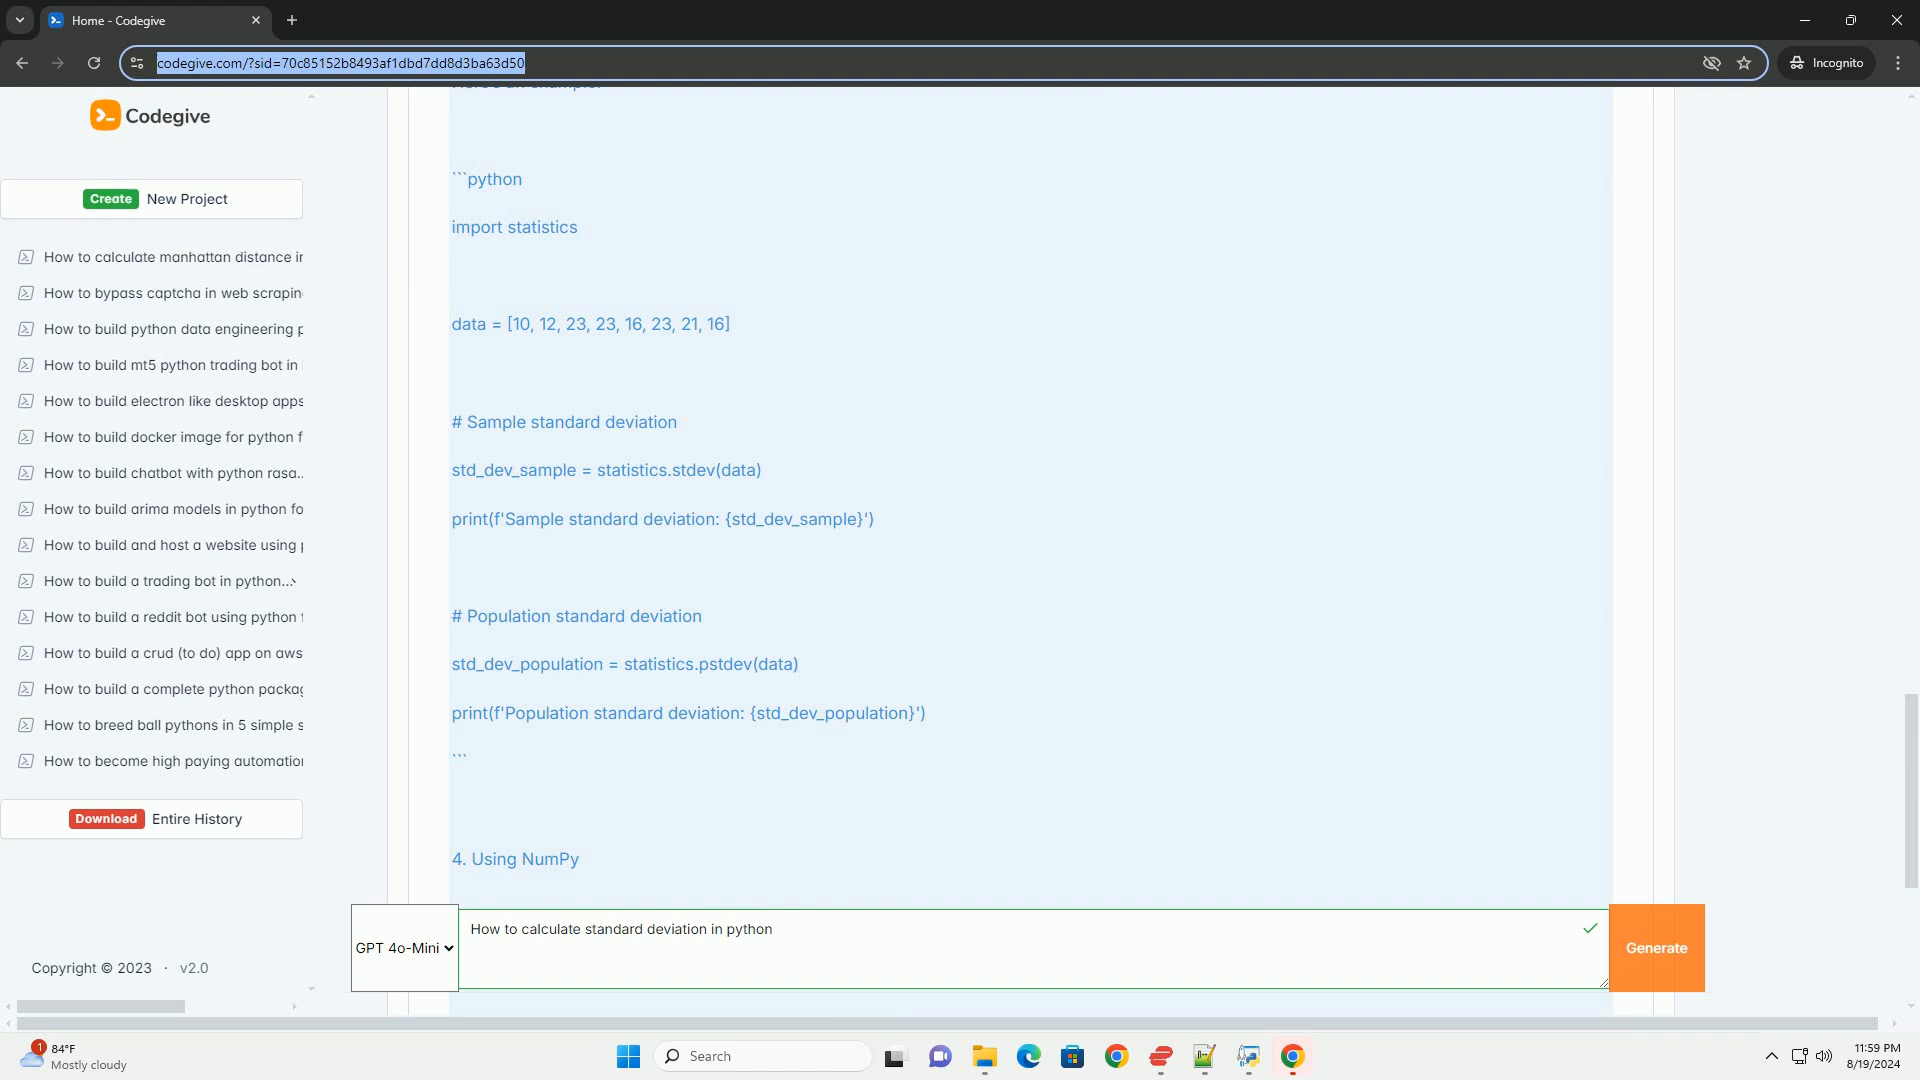 Home - Codegive
codegive.com/?sid=70c85152b8493af1dbd7dd8d3ba63d50
Incognito
Codegive
Create New Project
How to calculate manhattan distance in
How to bypass captcha in web scrapin
How to build python data engineering p
How to build mt5 python trading bot in
How to build electron like desktop apps
How to build docker image for python f
How to build chatbot with python rasa..
How to build arima models in python fo
How to build and host a website using p
How to build a trading bot in python...
How to build a reddit bot using python
How to build a crud (to do) app on aws
How to build a complete python packag
How to breed ball pythons in 5 simple s
How to become high paying automation
Download Entire History
Copyright © 2023 · v2.0
Here's an example:
```python
import statistics
data = [10, 12, 23, 23, 16, 23, 21, 16]
# Sample standard deviation
std_dev_sample = statistics.stdev(data)
print(f'Sample standard deviation: {std_dev_sample}')
# Population standard deviation
std_dev_population = statistics.pstdev(data)
print(f'Population standard deviation: {std_dev_population}')
```
4. Using NumPy
GPT 4o-Mini
How to calculate standard deviation in python
Generate
1
84°F
Mostly cloudy
Search
11:59 PM
8/19/2024